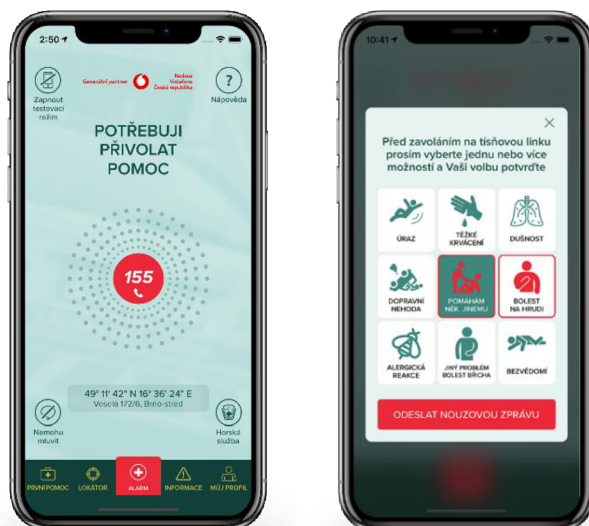 2:50
Generální partner
Nadace
Vodafone
Česká republika
?
Zapnout
testovací
režim
Nápověda
POTŘEBUJI
PŘIVOLAT
POMOC
155
49° 11' 42" N 16° 36' 24" E
Veselá 172/6, Brno-střed
Nemohu
mluvit
Horská
služba
PRVNÍ POMOC
LOKÁTOR
ALARM
INFORMACE
MŮJ PROFIL
10:41
Před zavoláním na tísňovou linku
prosím vyberte jednu nebo více
možností a Vaši volbu potvrďte
ÚRAZ
TĚŽKÉ
KRVÁCENÍ
DUŠNOST
DOPRAVNÍ
NEHODA
POMÁHÁM
NĚK. JINÉMU
BOLEST
NA HRUDI
ALERGICKÁ
REAKCE
JINÝ PROBLÉM
BOLEST BŘICHA
BEZVĚDOMÍ
ODESLAT NOUZOVOU ZPRÁVU